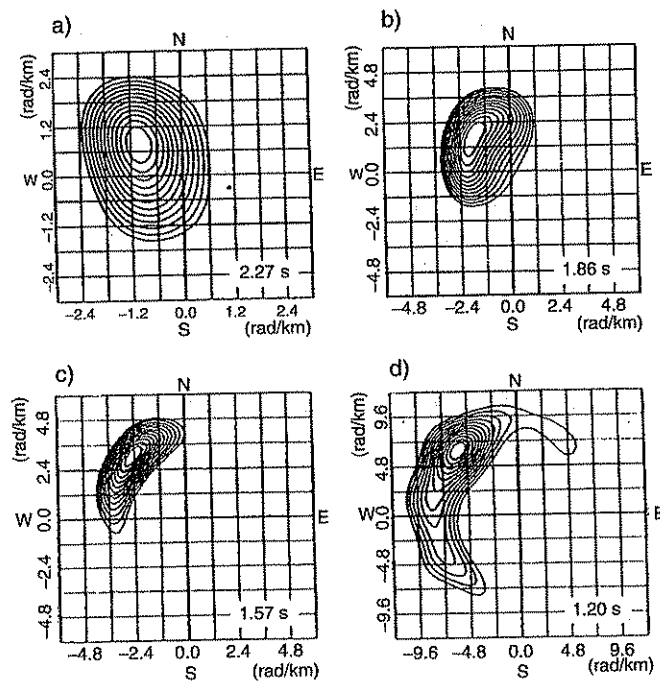 a)
N
(rad/km)
2.4
1.2
0.0
−1.2
−2.4
W
E
2.27 s
−2.4 −1.2 0.0 1.2 2.4
S
(rad/km)
b)
N
(rad/km)
4.8
2.4
0.0
−2.4
−4.8
W
E
1.86 s
−4.8 −2.4 0.0 2.4 4.8
S
(rad/km)
c)
N
(rad/km)
4.8
2.4
0.0
−2.4
−4.8
W
E
1.57 s
−4.8 −2.4 0.0 2.4 4.8
S
(rad/km)
d)
N
(rad/km)
9.6
4.8
0.0
−4.8
−9.6
W
E
1.20 s
−9.6 −4.8 0.0 4.8 9.6
S
(rad/km)